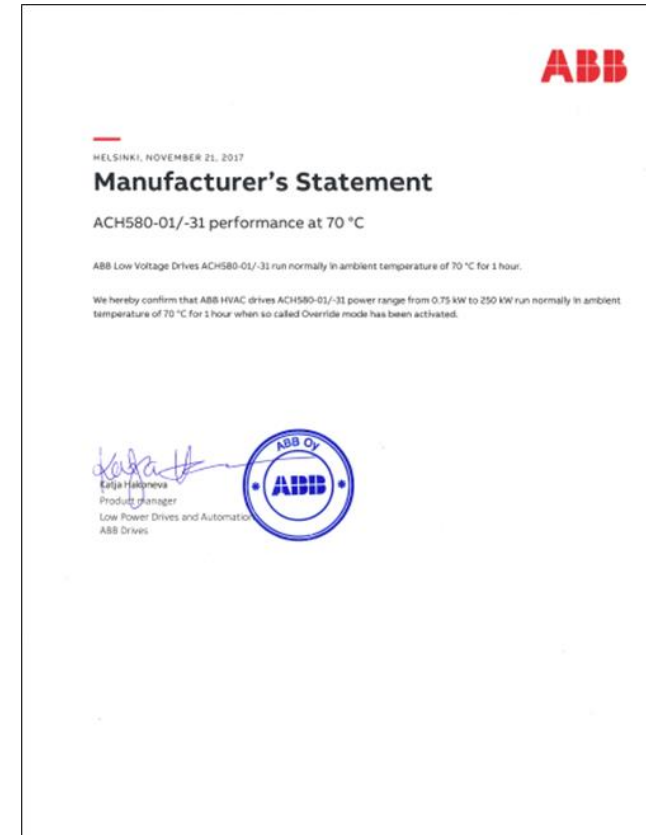 ABB
HELSINKI, NOVEMBER 21, 2017
Manufacturer's Statement
ACH580-01/-31 performance at 70 °C
ABB Low Voltage Drives ACH580-01/-31 run normally in ambient temperature of 70 °C for 1 hour.
We hereby confirm that ABB HVAC drives ACH580-01/-31 power range from 0.75 kW to 250 kW run normally in ambient
temperature of 70 °C for 1 hour when so called Override mode has been activated.
Katja Hakoneva
Product manager
Low Power Drives and Automation
ABB Drives
ABB Oy
ABB